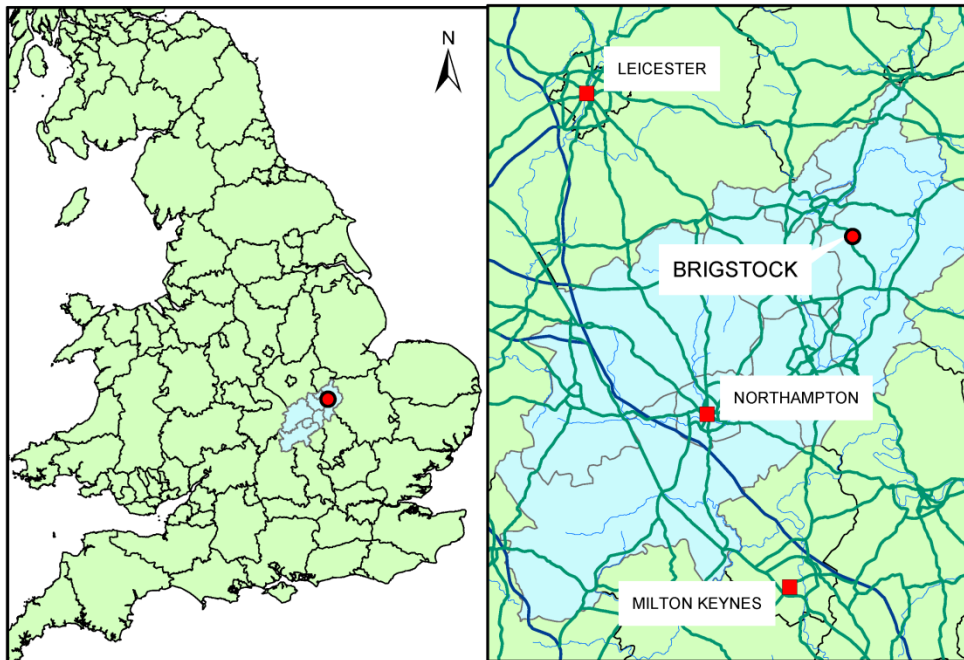 N
LEICESTER
BRIGSTOCK
NORTHAMPTON
MILTON KEYNES